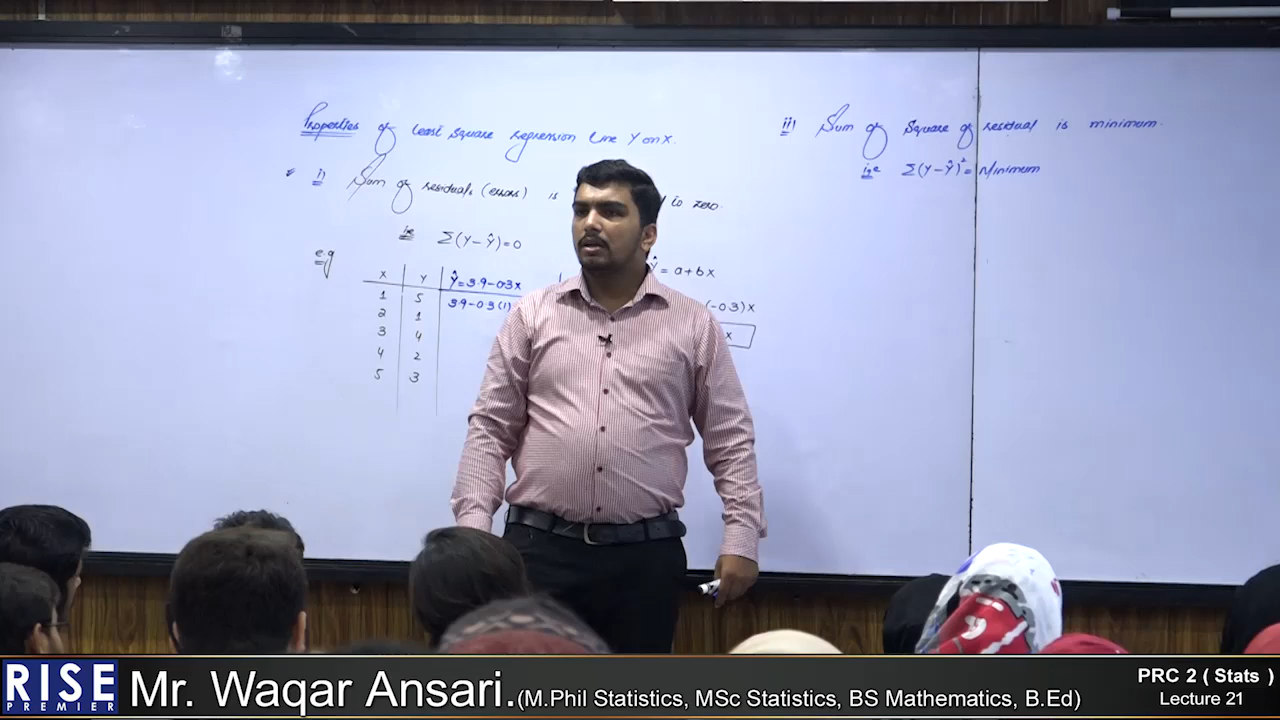 Properties of Least Square regression Line Y on X.
i) Sum of residuals (errors) is is zero.
ie Σ(Y-Ŷ)=0
e.g
X Y Ŷ=3.9-0.3X
1 5 3.9-0.3(1)
2 1
3 4
4 2
5 3
Ŷ = a+bX
(-0.3)X
X
ii) Sum of Square of residual is minimum.
i,e Σ(Y-Ŷ)²= Minimum
RISE
PREMIER
Mr. Waqar Ansari.(M.Phil Statistics, MSc Statistics, BS Mathematics, B.Ed)
PRC 2 ( Stats )
Lecture 21